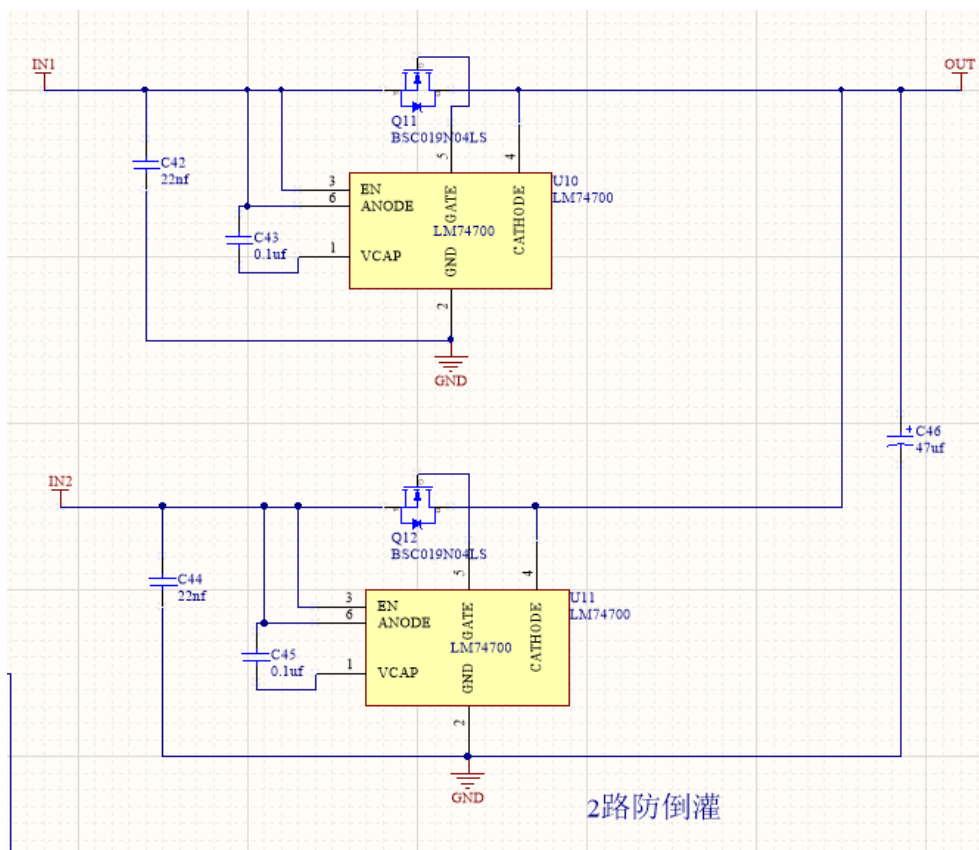 IN1
OUT
Q11
BSC019N04LS
C42
22nf
5
4
3
EN
U10
6
ANODE
LM74700
GATE
LM74700
CATHODE
C43
0.1uf
1
VCAP
GND
2
GND
C46
47uf
IN2
Q12
BSC019N04LS
C44
22nf
5
4
3
EN
U11
6
ANODE
LM74700
GATE
LM74700
CATHODE
C45
0.1uf
1
VCAP
GND
2
GND
2路防倒灌